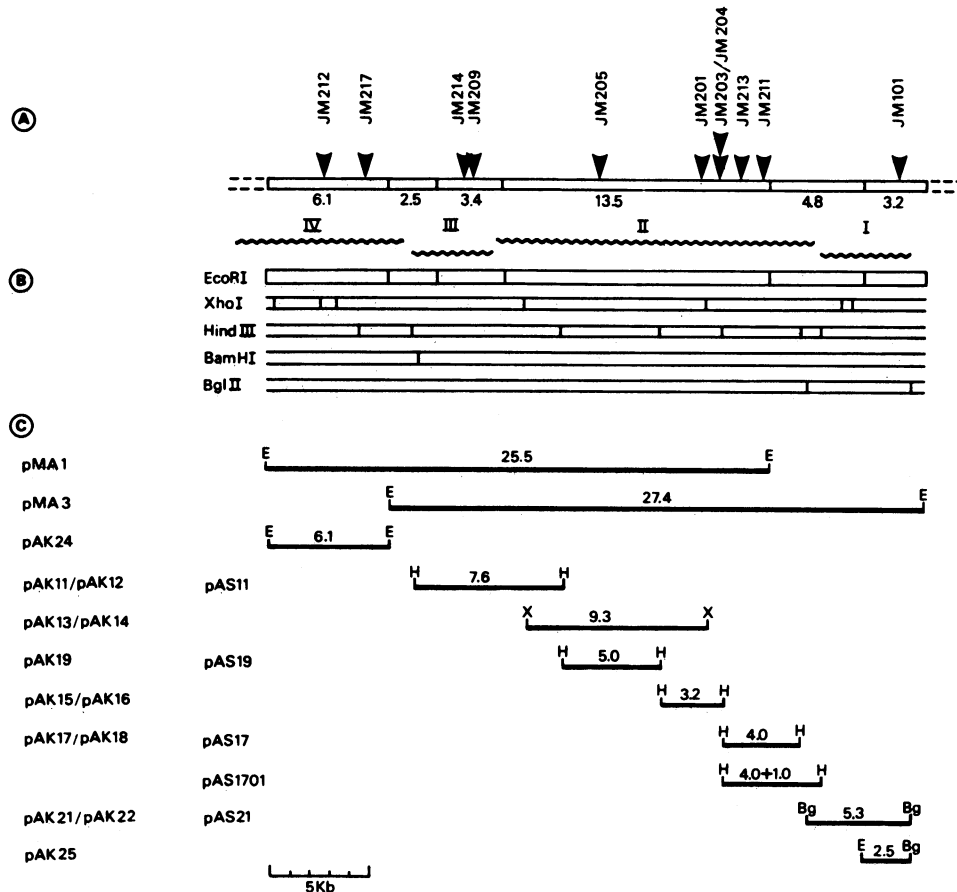 A
JM212
JM217
JM214
JM209
JM205
JM201
JM203/JM204
JM213
JM211
JM101
6.1 2.5 3.4 13.5 4.8 3.2
IV III II I
B
EcoRI
XhoI
Hind III
BamHI
Bgl II
C
pMA1 E 25.5 E
pMA3 E 27.4 E
pAK24 E 6.1 E
pAK11/pAK12 pAS11 H 7.6 H
pAK13/pAK14 X 9.3 X
pAK19 pAS19 H 5.0 H
pAK15/pAK16 H 3.2 H
pAK17/pAK18 pAS17 H 4.0 H
pAS1701 H 4.0+1.0 H
pAK21/pAK22 pAS21 Bg 5.3 Bg
pAK25 E 2.5 Bg
5Kb